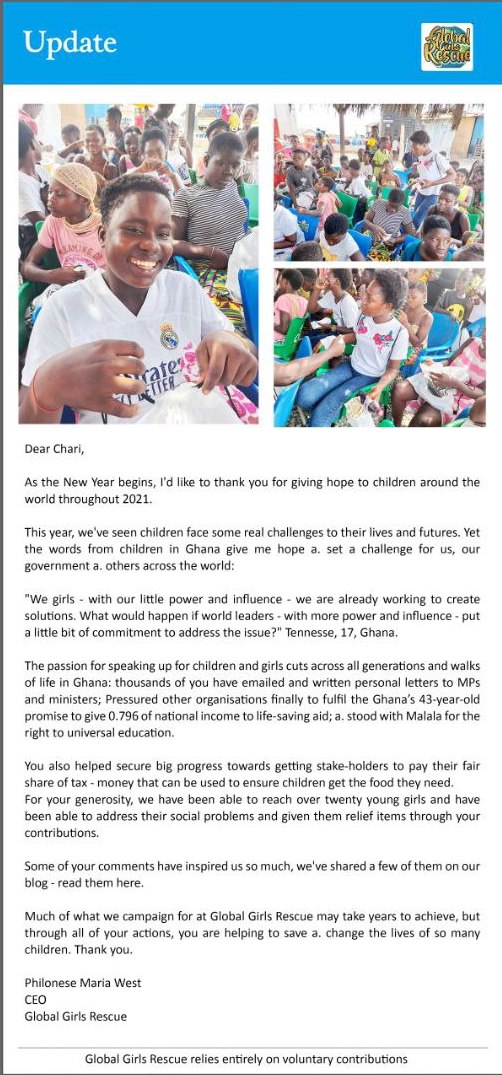 Update
Global
Girls
Rescue
Dear Chari,
As the New Year begins, I'd like to thank you for giving hope to children around the
world throughout 2021.
This year, we've seen children face some real challenges to their lives and futures. Yet
the words from children in Ghana give me hope a. set a challenge for us, our
government a. others across the world:
"We girls - with our little power and influence - we are already working to create
solutions. What would happen if world leaders - with more power and influence - put
a little bit of commitment to address the issue?" Tennesse, 17, Ghana.
The passion for speaking up for children and girls cuts across all generations and walks
of life in Ghana: thousands of you have emailed and written personal letters to MPs
and ministers; Pressured other organisations finally to fulfil the Ghana's 43-year-old
promise to give 0.796 of national income to life-saving aid; a. stood with Malala for the
right to universal education.
You also helped secure big progress towards getting stake-holders to pay their fair
share of tax - money that can be used to ensure children get the food they need.
For your generosity, we have been able to reach over twenty young girls and have
been able to address their social problems and given them relief items through your
contributions.
Some of your comments have inspired us so much, we've shared a few of them on our
blog - read them here.
Much of what we campaign for at Global Girls Rescue may take years to achieve, but
through all of your actions, you are helping to save a. change the lives of so many
children. Thank you.
Philonese Maria West
CEO
Global Girls Rescue
Global Girls Rescue relies entirely on voluntary contributions